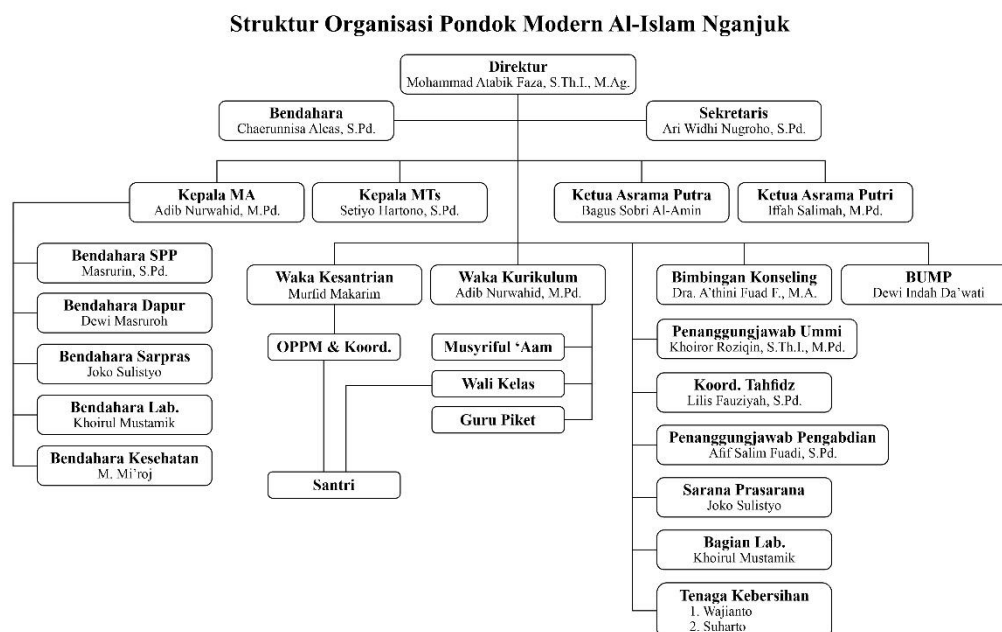 Struktur Organisasi Pondok Modern Al-Islam Nganjuk
Direktur
Mohammad Atabik Faza, S.Th.I., M.Ag.
Bendahara
Chaerunnisa Alcas, S.Pd.
Sekretaris
Ari Widhi Nugroho, S.Pd.
Kepala MA
Adib Nurwahid, M.Pd.
Kepala MTs
Setiyo Hartono, S.Pd.
Ketua Asrama Putra
Bagus Sobri Al-Amin
Ketua Asrama Putri
Iffah Salimah, M.Pd.
Bendahara SPP
Masrurin, S.Pd.
Bendahara Dapur
Dewi Masruroh
Bendahara Sarpras
Joko Sulistyo
Bendahara Lab.
Khoirul Mustamik
Bendahara Kesehatan
M. Mi’roj
Waka Kesantrian
Murfid Makarim
OPPM & Koord.
Santri
Waka Kurikulum
Adib Nurwahid, M.Pd.
Musyriful ‘Aam
Wali Kelas
Guru Piket
Bimbingan Konseling
Dra. A’thini Fuad F., M.A.
BUMP
Dewi Indah Da’wati
Penanggungjawab Ummi
Khoiror Roziqin, S.Th.I., M.Pd.
Koord. Tahfidz
Lilis Fauziyah, S.Pd.
Penanggungjawab Pengabdian
Afif Salim Fuadi, S.Pd.
Sarana Prasarana
Joko Sulistyo
Bagian Lab.
Khoirul Mustamik
Tenaga Kebersihan
1. Wajianto
2. Suharto